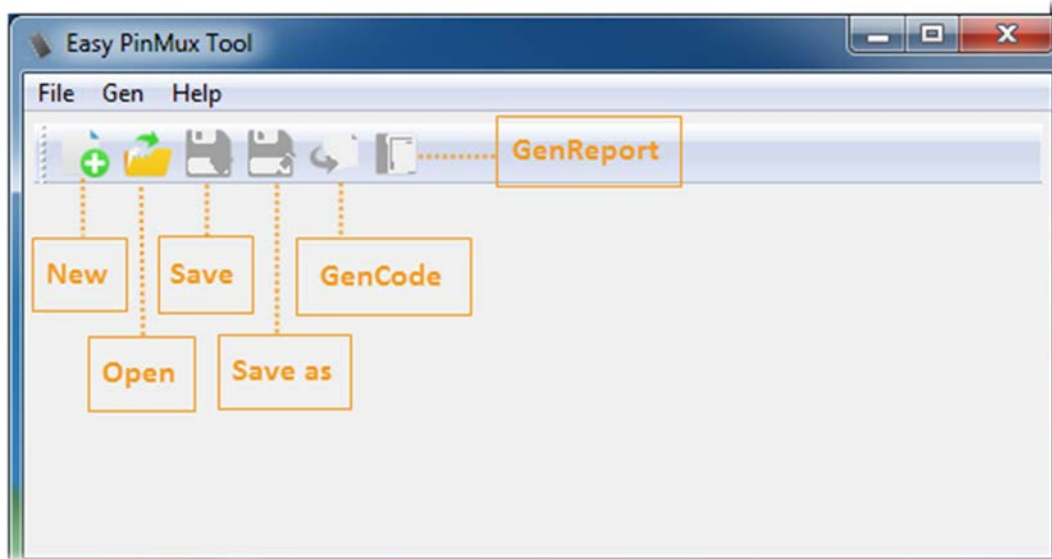 Easy PinMux Tool
File Gen Help
GenReport
New
Save
GenCode
Open
Save as